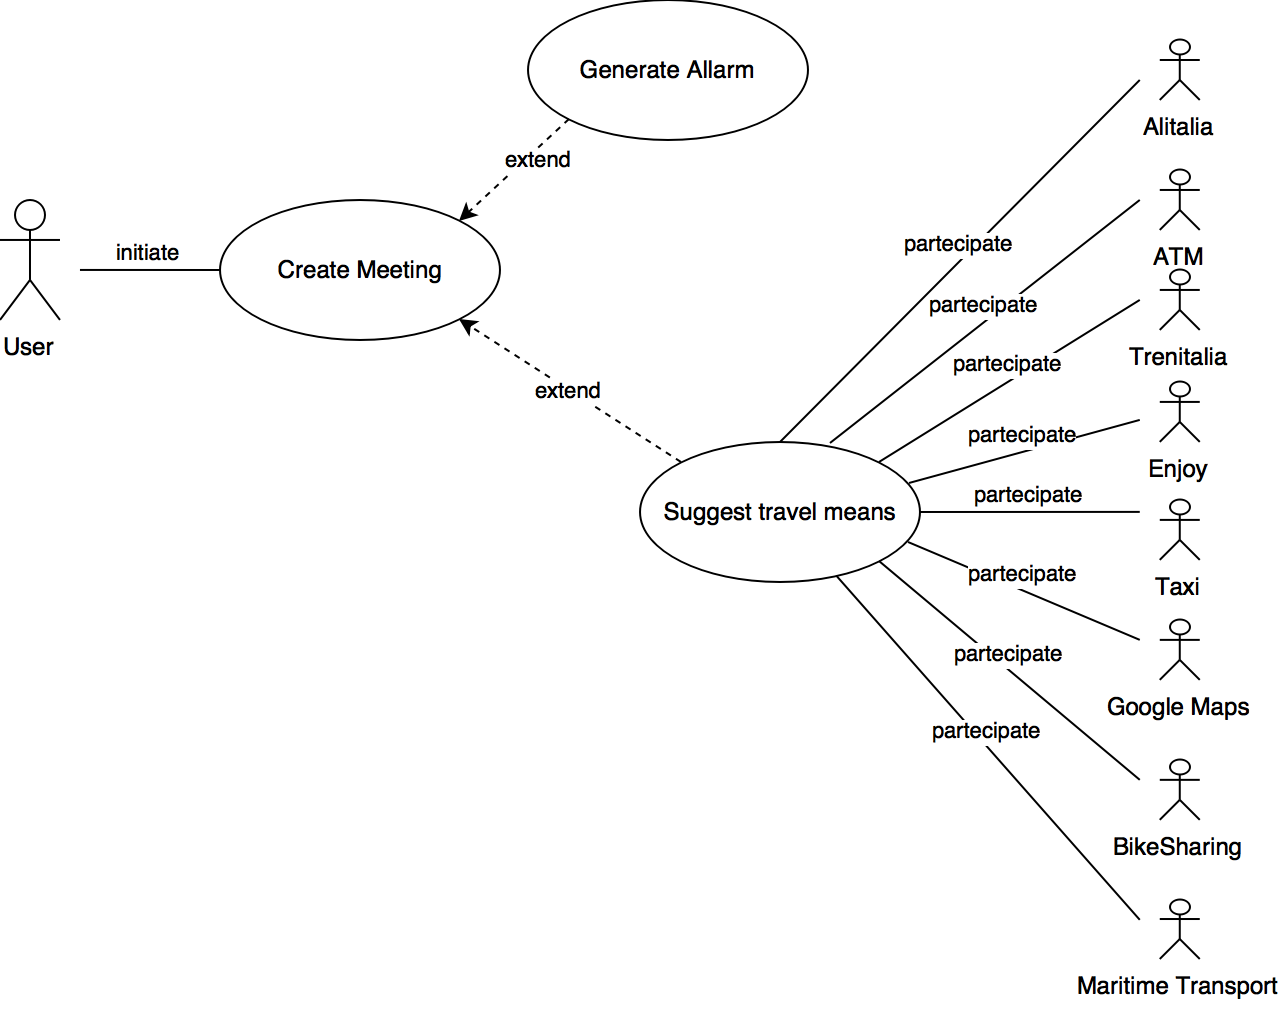 Generate Allarm
extend
Alitalia
ATM
Trenitalia
Enjoy
Taxi
Google Maps
BikeSharing
Maritime Transport
User
initiate
Create Meeting
extend
Suggest travel means
partecipate
partecipate
partecipate
partecipate
partecipate
partecipate
partecipate
partecipate